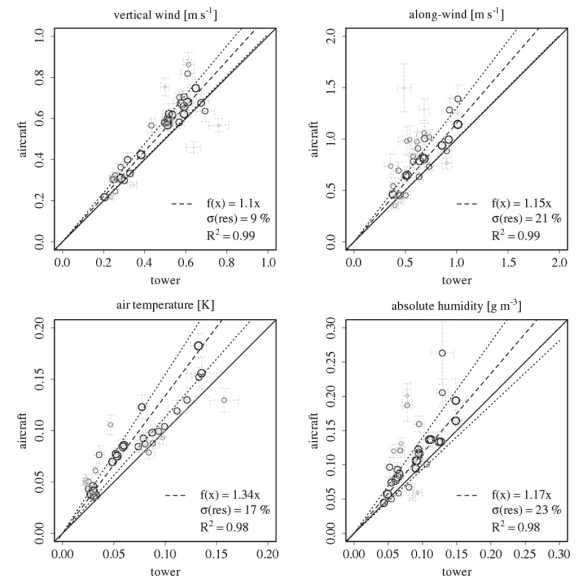 vertical wind [m s⁻¹]
aircraft
0.0 0.2 0.4 0.6 0.8 1.0
f(x) = 1.1x
σ(res) = 9 %
R² = 0.99
0.0 0.2 0.4 0.6 0.8 1.0
tower
along-wind [m s⁻¹]
aircraft
0.0 0.5 1.0 1.5 2.0
f(x) = 1.15x
σ(res) = 21 %
R² = 0.99
0.0 0.5 1.0 1.5 2.0
tower
air temperature [K]
aircraft
0.00 0.05 0.10 0.15 0.20
f(x) = 1.34x
σ(res) = 17 %
R² = 0.98
0.00 0.05 0.10 0.15 0.20
tower
absolute humidity [g m⁻³]
aircraft
0.00 0.05 0.10 0.15 0.20 0.30
f(x) = 1.17x
σ(res) = 23 %
R² = 0.98
0.00 0.05 0.10 0.15 0.20 0.30
tower